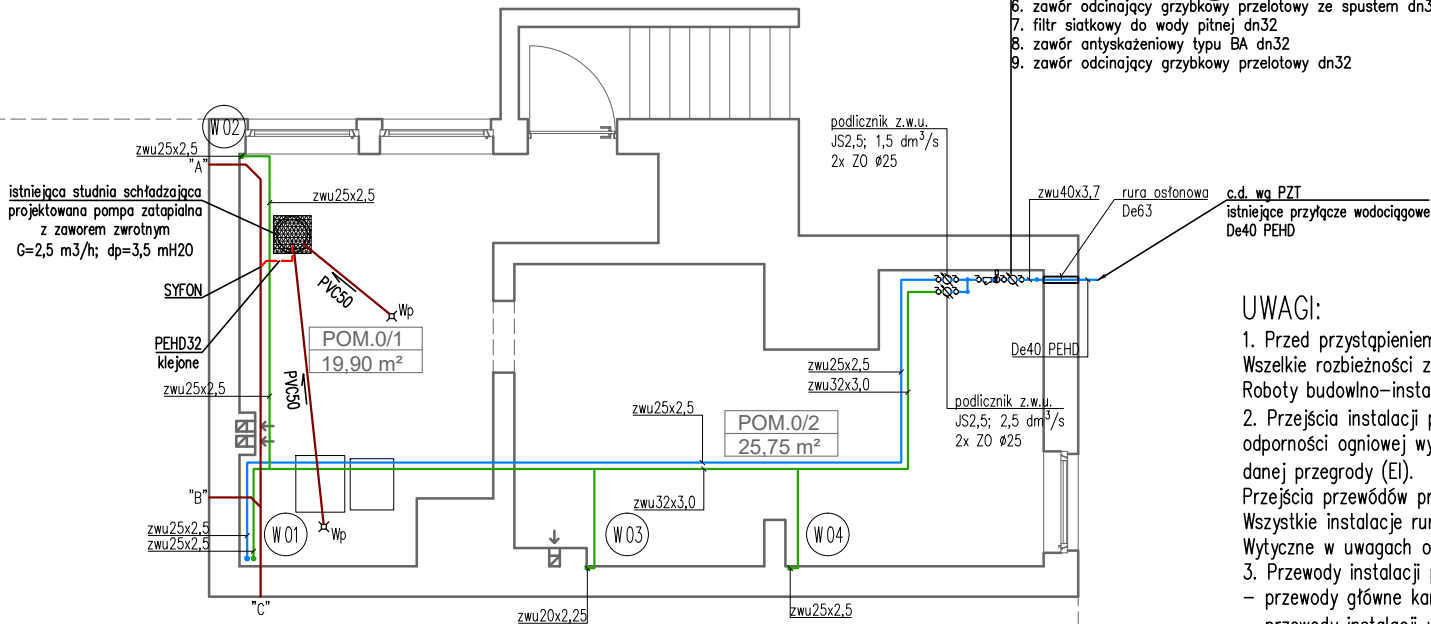 6. zawór odcinający grzybkowy przelotowy ze spustem
7. filtr siatkowy do wody pitnej dn32
8. zawór antyskażeniowy typu BA dn32
9. zawór odcinający grzybkowy przelotowy dn32
W02
zwu25x2,5
"A"
istniejąca studnia schładzająca
projektowana pompa zatapialna
z zaworem zwrotnym
G=2,5 m3/h; dp=3,5 mH2O
zwu25x2,5
SYFON
PVC50
Wp
PEHD32
klejone
POM.0/1
19,90 m²
zwu25x2,5
PVC50
podlicznik z.w.u.
JS2,5; 1,5 dm³/s
2x ZO Ø25
zwu40x3,7
rura osłonowa
De63
c.d. wg PZT
istniejące przyłącze wodociągowe
De40 PEHD
De40 PEHD
zwu25x2,5
zwu32x3,0
podlicznik z.w.u.
JS2,5; 2,5 dm³/s
2x ZO Ø25
zwu25x2,5
POM.0/2
25,75 m²
zwu32x3,0
"B"
zwu25x2,5
zwu25x2,5
W01
Wp
W03
W04
"C"
zwu20x2,25
zwu25x2,5
UWAGI:
1. Przed przystąpieniem
Wszelkie rozbieżności z
Roboty budowlno-insta
2. Przejścia instalacji p
odporności ogniowej wy
danej przegrody (EI).
Przejścia przewódów pr
Wszystkie instalacje rur
Wytyczne w uwagach o
3. Przewody instalacji p
- przewody główne kan